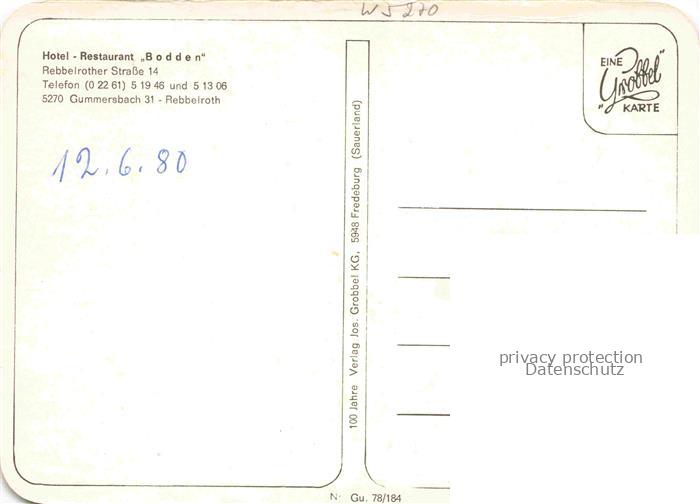 W5270
Hotel - Restaurant „Bodden"
Rebbelrother Straße 14
Telefon (0 22 61) 5 19 46 und 5 13 06
5270 Gummersbach 31 - Rebbelroth
EINE
„Grobbel"
KARTE
12.6.80
100 Jahre Verlag Jos. Grobbel KG, 5948 Fredeburg (Sauerland)
privacy protection
Datenschutz
N· Gu. 78/184